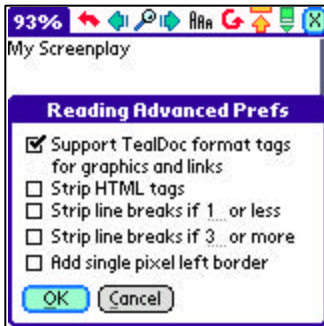 93% AAA X
My Screenplay
Reading Advanced Prefs
Support TealDoc format tags
for graphics and links
Strip HTML tags
Strip line breaks if 1 or less
Strip line breaks if 3 or more
Add single pixel left border
OK Cancel